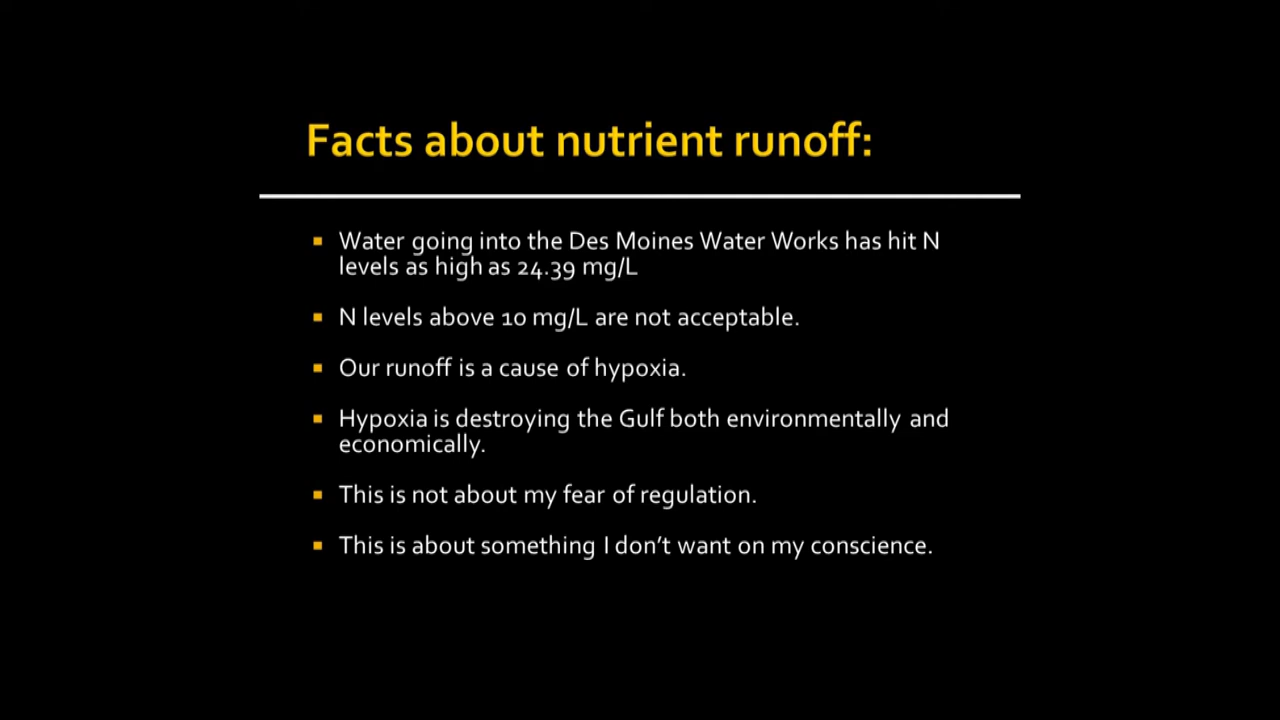 Facts about nutrient runoff:
Water going into the Des Moines Water Works has hit N
levels as high as 24.39 mg/L
N levels above 10 mg/L are not acceptable.
Our runoff is a cause of hypoxia.
Hypoxia is destroying the Gulf both environmentally and
economically.
This is not about my fear of regulation.
This is about something I don’t want on my conscience.